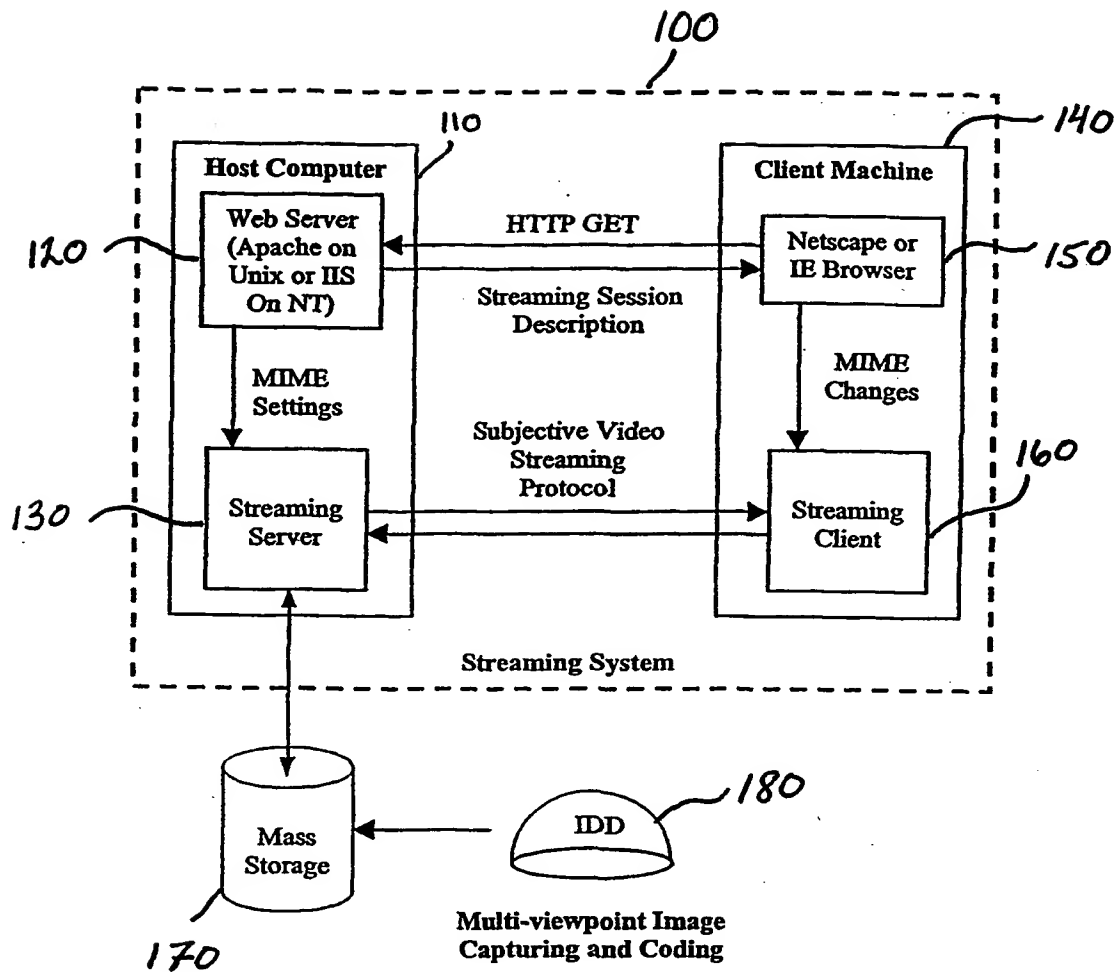 100
110
140
Host Computer
Client Machine
Web Server
(Apache on
Unix or IIS
On NT)
120
HTTP GET
Streaming Session
Description
Netscape or
IE Browser
150
MIME
Settings
MIME
Changes
Subjective Video
Streaming
Protocol
160
130
Streaming
Server
Streaming
Client
Streaming System
180
IDD
Mass
Storage
Multi-viewpoint Image
Capturing and Coding
170